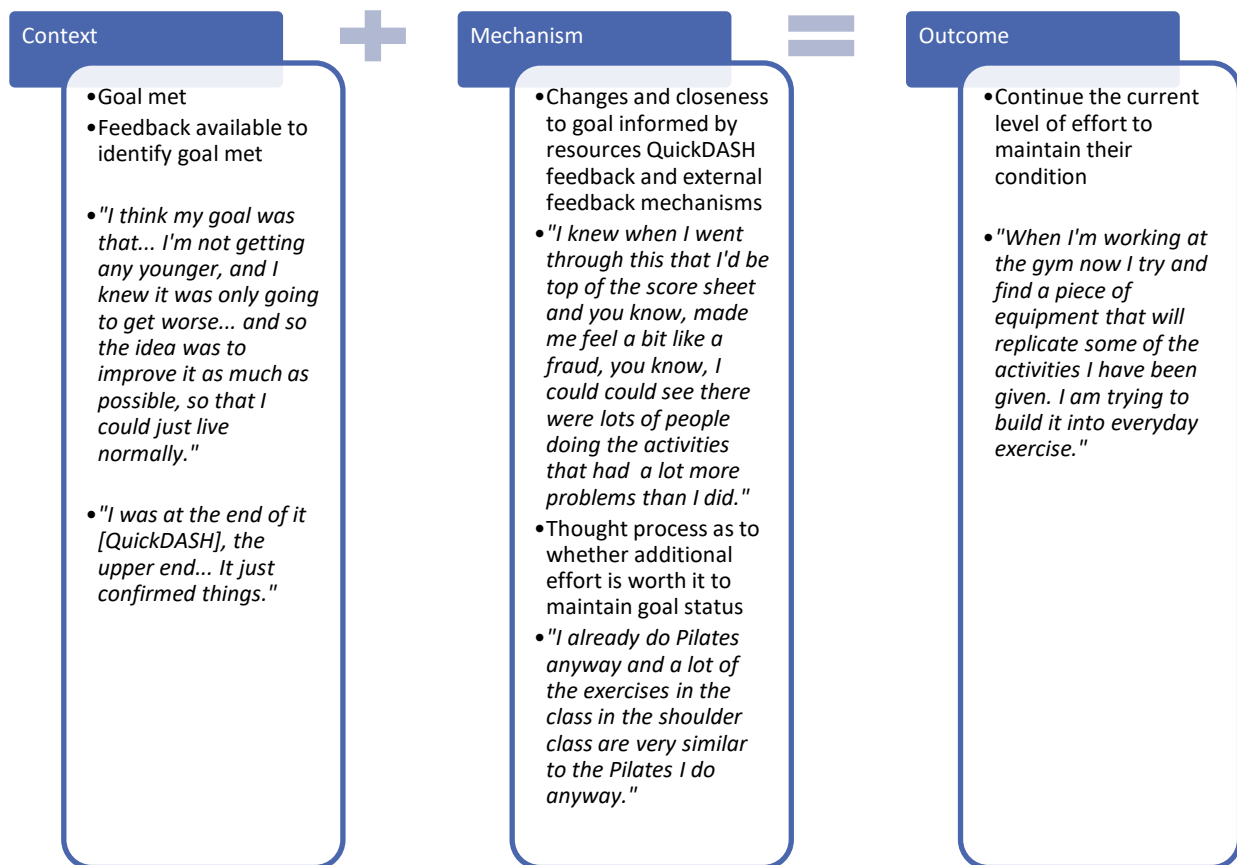 Context
•Goal met
•Feedback available to
identify goal met
•"I think my goal was
that... I'm not getting
any younger, and I
knew it was only going
to get worse... and so
the idea was to
improve it as much as
possible, so that I
could just live
normally."
•"I was at the end of it
[QuickDASH], the
upper end... It just
confirmed things."
Mechanism
•Changes and closeness
to goal informed by
resources QuickDASH
feedback and external
feedback mechanisms
•"I knew when I went
through this that I'd be
top of the score sheet
and you know, made
me feel a bit like a
fraud, you know, I
could could see there
were lots of people
doing the activities
that had a lot more
problems than I did."
•Thought process as to
whether additional
effort is worth it to
maintain goal status
•"I already do Pilates
anyway and a lot of
the exercises in the
class in the shoulder
class are very similar
to the Pilates I do
anyway."
Outcome
•Continue the current
level of effort to
maintain their
condition
•"When I'm working at
the gym now I try and
find a piece of
equipment that will
replicate some of the
activities I have been
given. I am trying to
build it into everyday
exercise."